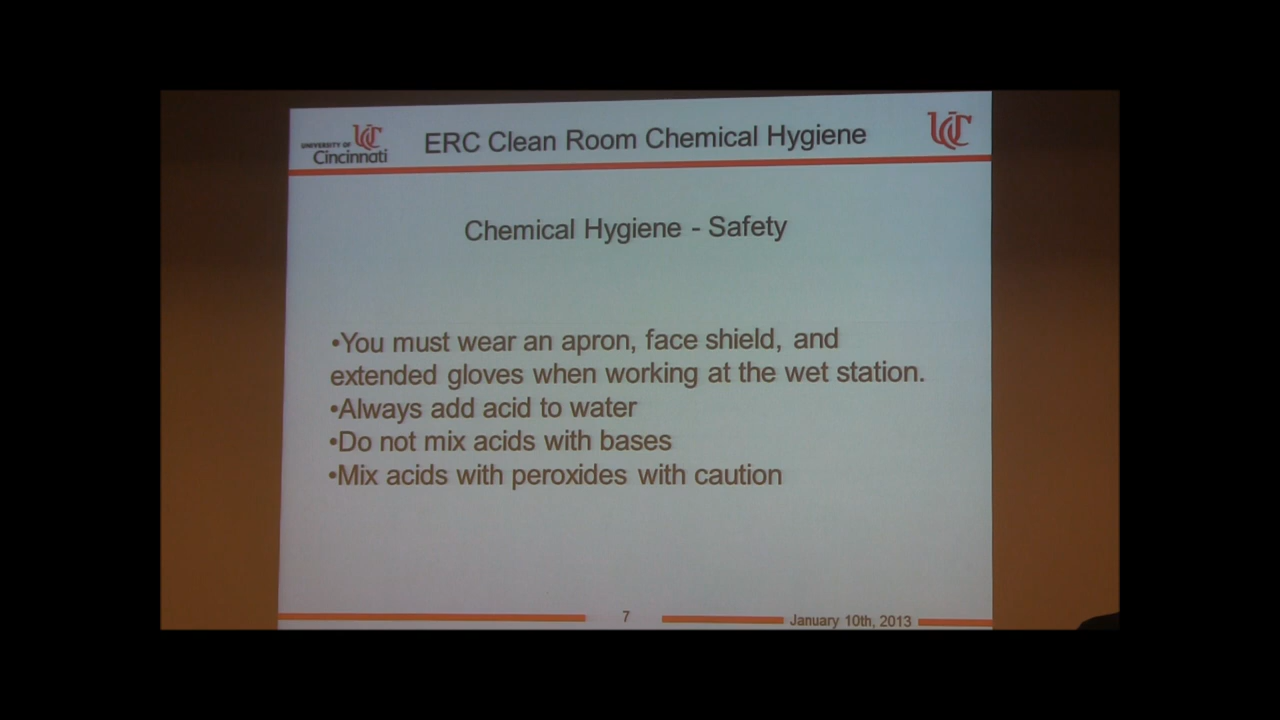 UNIVERSITY OF
Cincinnati
ERC Clean Room Chemical Hygiene
Chemical Hygiene - Safety
•You must wear an apron, face shield, and
extended gloves when working at the wet station.
•Always add acid to water
•Do not mix acids with bases
•Mix acids with peroxides with caution
7
January 10th, 2013